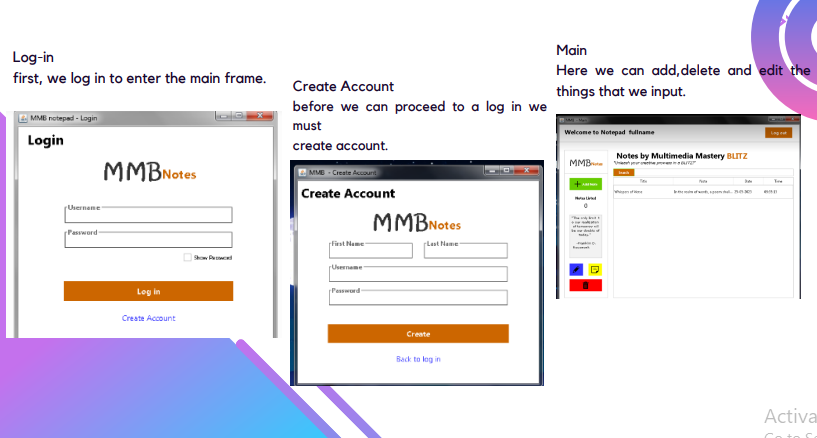 Log-in
first, we log in to enter the main frame.
MMB notepad - Login
Login
MMBNotes
Username
Password
Show Password
Log in
Create Account
Create Account
before we can proceed to a log in we
must
create account.
MMB - Create Account
Create Account
MMBNotes
First Name
Last Name
Username
Password
Create
Back to log in
Main
Here we can add,delete and edit the
things that we input.
Welcome to Notepad fullname
Log out
MMBNotes
Notes by Multimedia Mastery BLITZ
"Unleash your creative prowess in a BLITZ!"
Search
Title Note Date Time
Add Note
Notes Listed
0
Activa